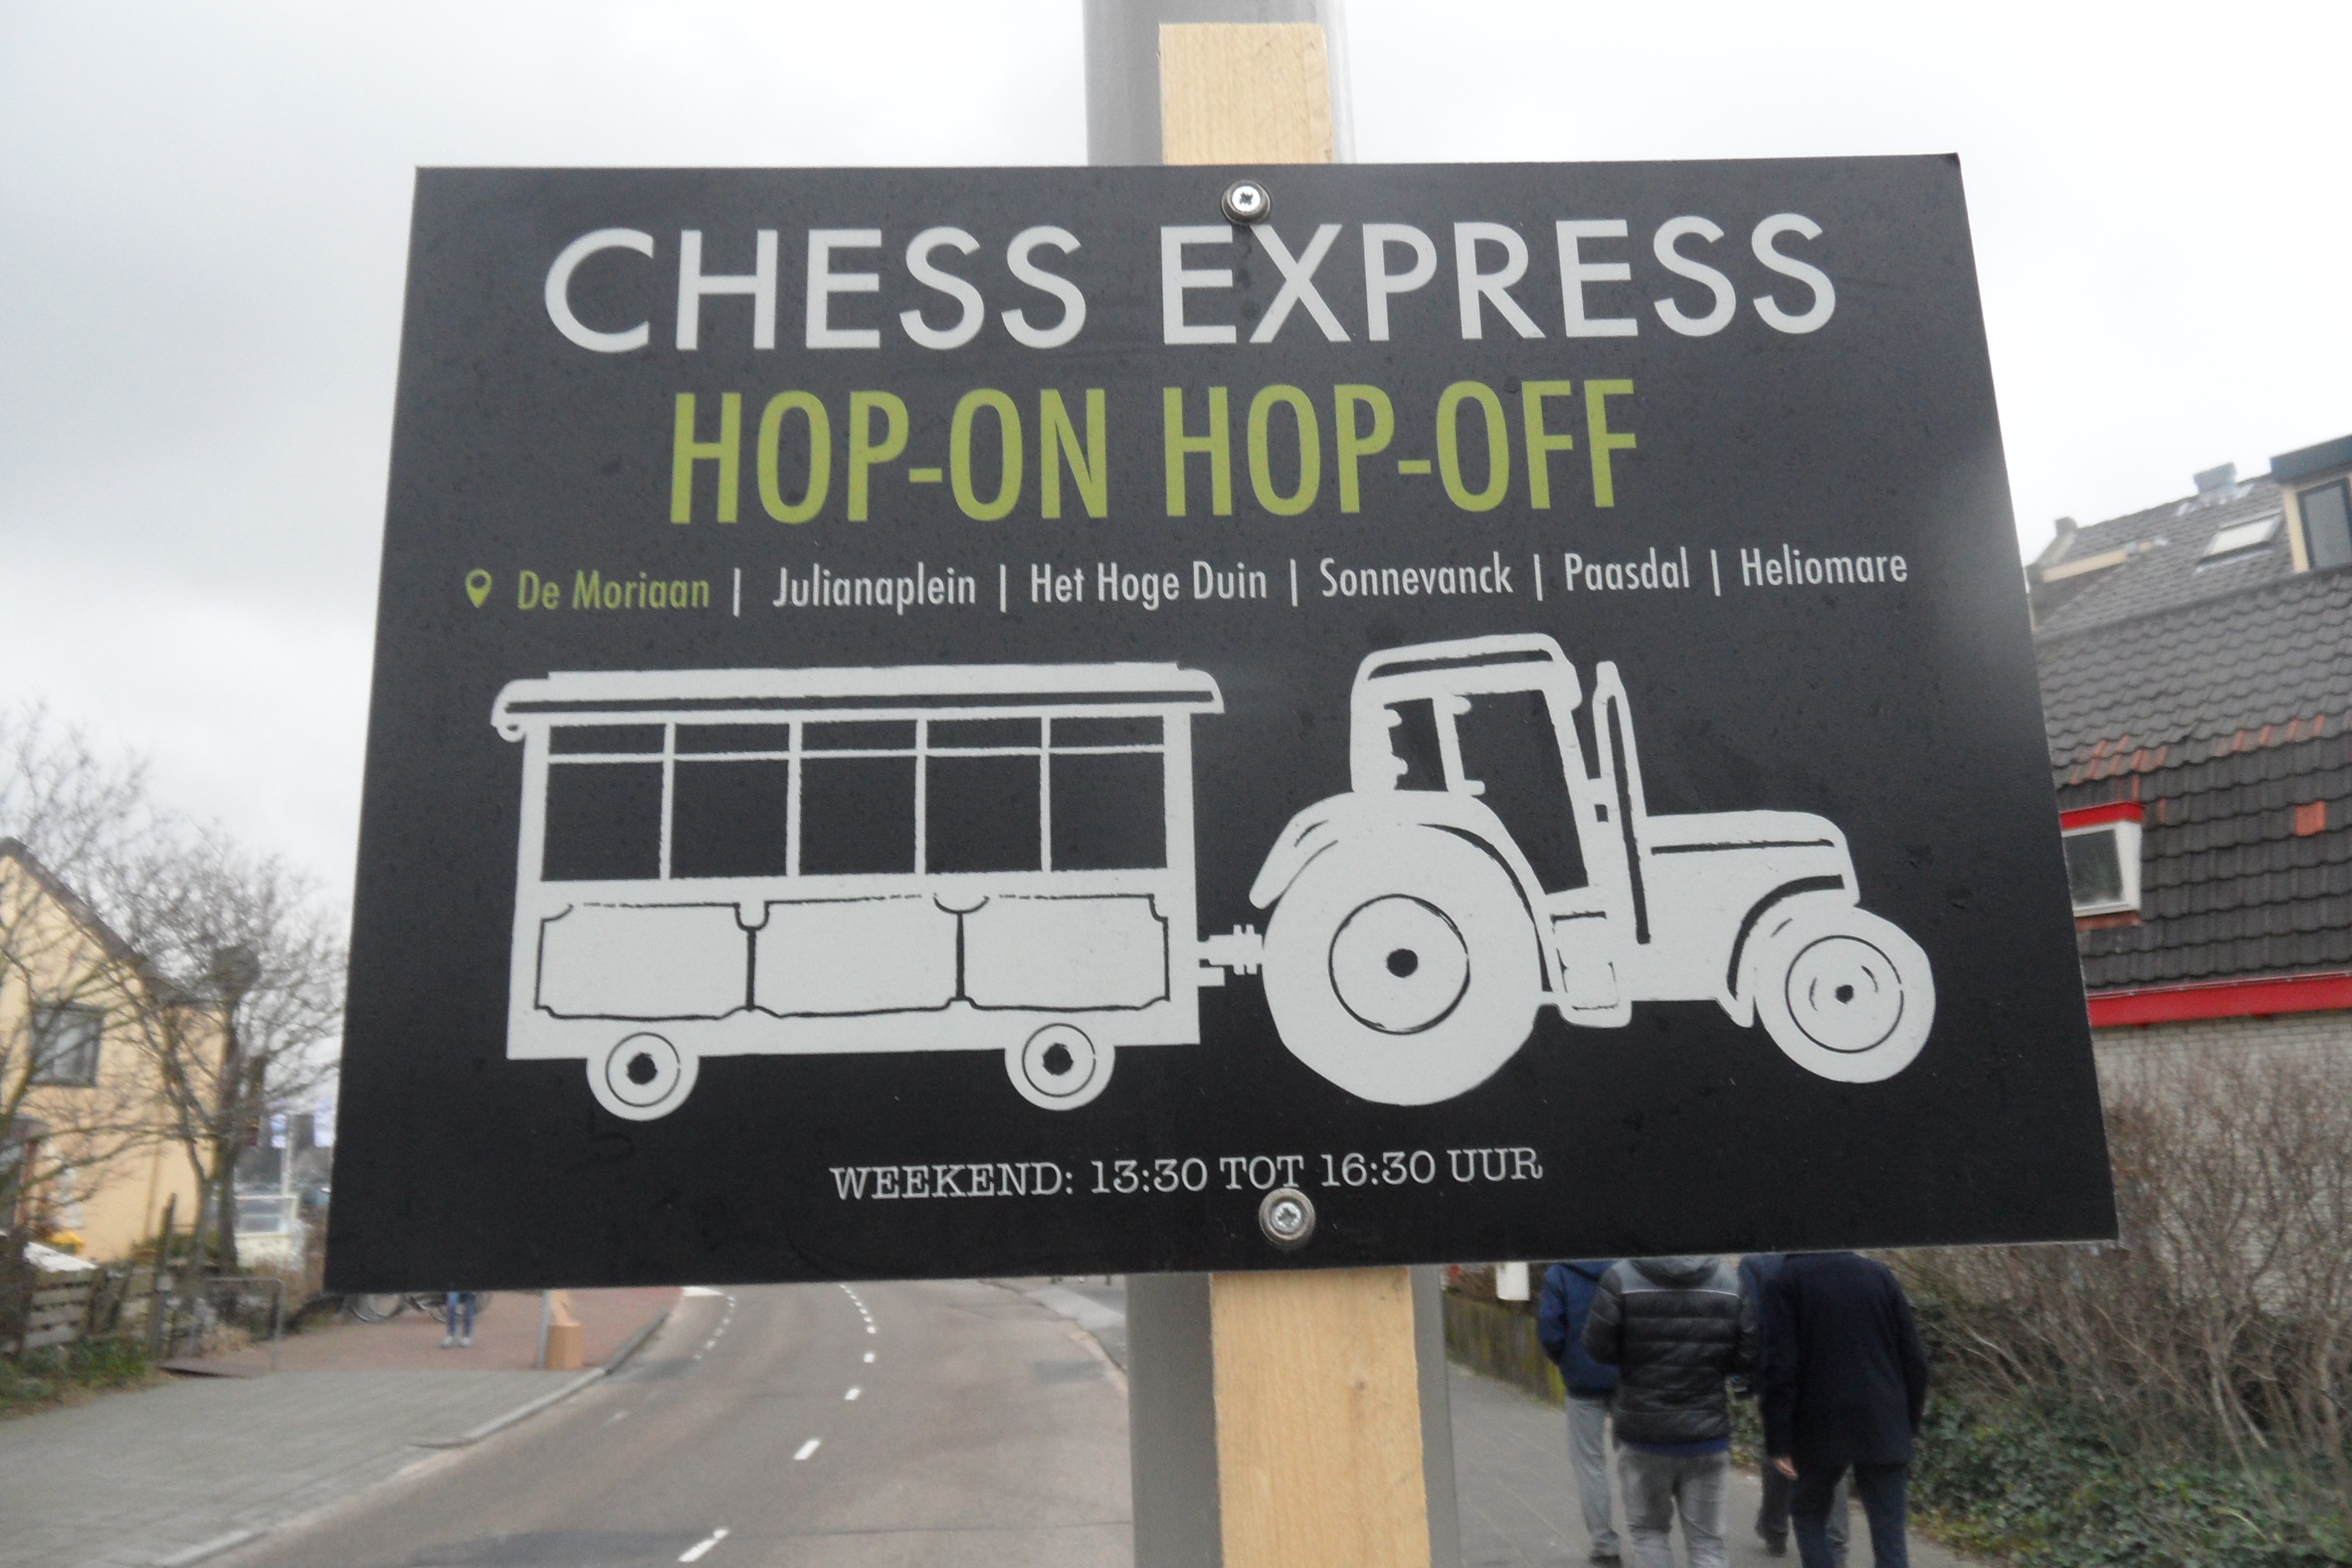 CHESS EXPRESS
HOP-ON HOP-OFF
De Moriaan | Julianaplein | Het Hoge Duin | Sonnevanck | Paasdal | Heliomare
WEEKEND: 13:30 TOT 16:30 UUR